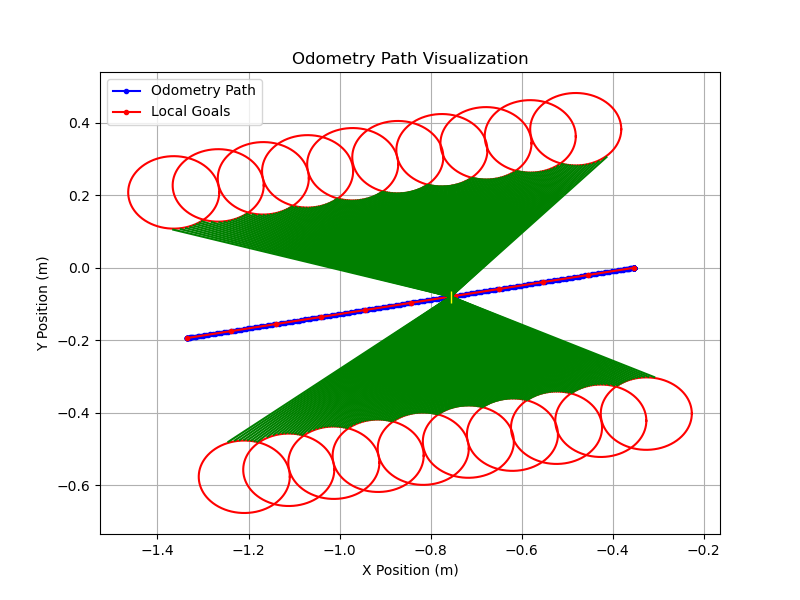 Odometry Path Visualization
Odometry Path
Local Goals
0.4
0.2
0.0
−0.2
−0.4
−0.6
Y Position (m)
−1.4 −1.2 −1.0 −0.8 −0.6 −0.4 −0.2
X Position (m)